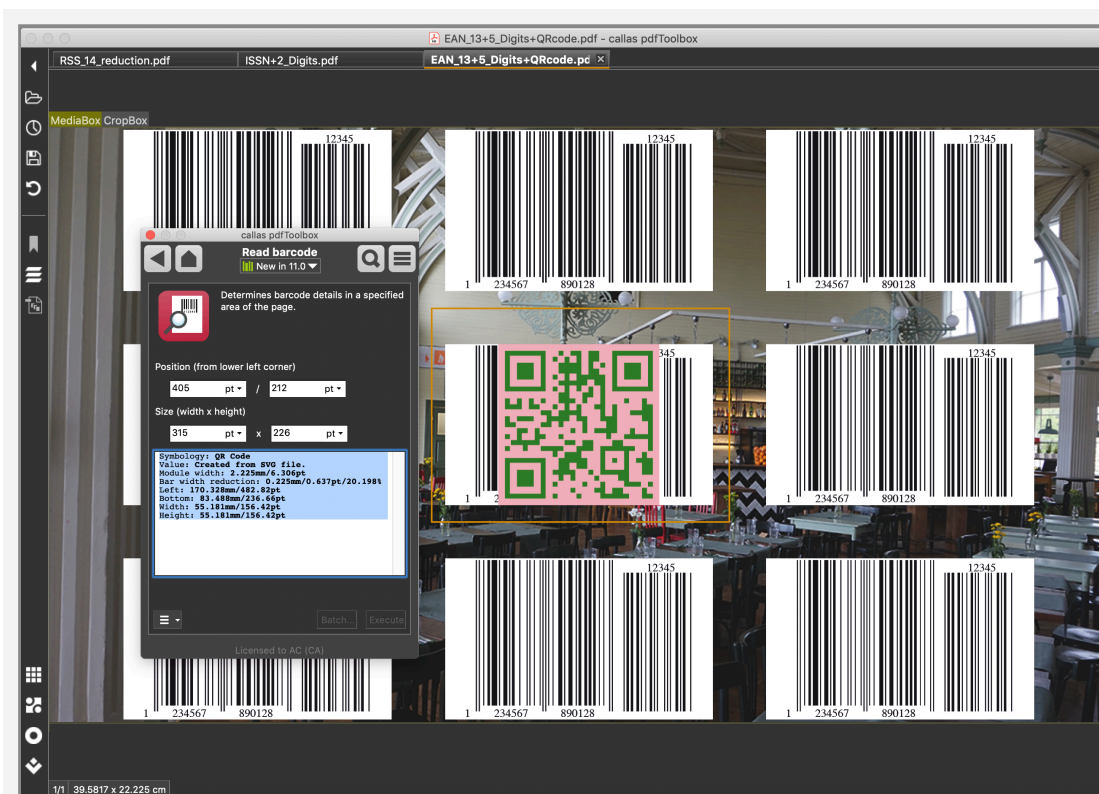 EAN_13+5_Digits+QRcode.pdf - callas pdfToolbox
RSS_14_reduction.pdf
ISSN+2_Digits.pdf
EAN_13+5_Digits+QRcode.pd
MediaBox CropBox
12345
12345
12345
1 234567 890128
1 234567 890128
callas pdfToolbox
Read barcode
New in 11.0
Determines barcode details in a specified
area of the page.
Position (from lower left corner)
405 pt / 212 pt
Size (width x height)
315 pt x 226 pt
Symbology: QR Code
Value: Created from SVG file.
Module width: 2.225mm/6.306pt
Bar width reduction: 0.225mm/0.637pt/20.198%
Left: 170.328mm/482.82pt
Bottom: 83.488mm/236.66pt
Width: 55.181mm/156.42pt
Height: 55.181mm/156.42pt
Batch... Execute
Licensed to AC (CA)
345
12345
1 2
1 234567 890128
12345
12345
1 234567 890128
1 234567 890128
1 234567 890128
1/1 39.5817 x 22.225 cm